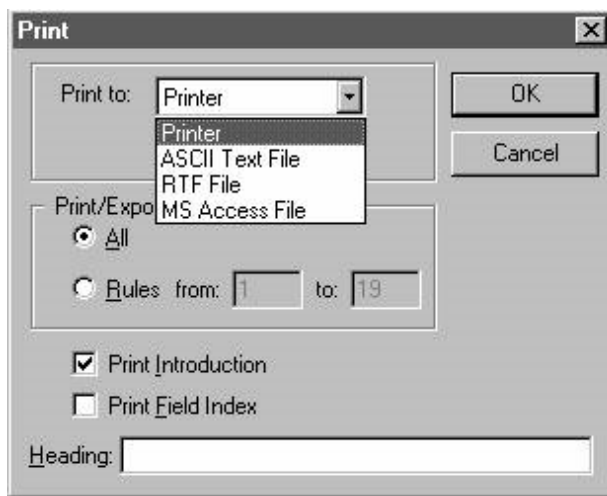 Print
Print to: Printer
OK
Printer
ASCII Text File
Cancel
RTF File
MS Access File
Print/Expo
All
Rules from: 1 to: 19
Print Introduction
Print Field Index
Heading: